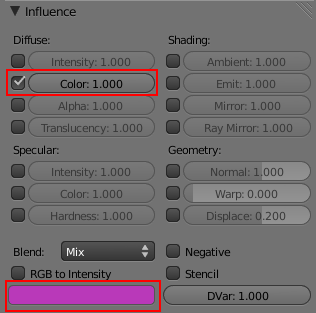 Influence
Diffuse: Shading:
Intensity: 1.000 Ambient: 1.000
Color: 1.000 Emit: 1.000
Alpha: 1.000 Mirror: 1.000
Translucency: 1.000 Ray Mirror: 1.000
Specular: Geometry:
Intensity: 1.000 Normal: 1.000
Color: 1.000 Warp: 0.000
Hardness: 1.000 Displace: 0.200
Blend: Mix Negative
RGB to Intensity Stencil
DVar: 1.000